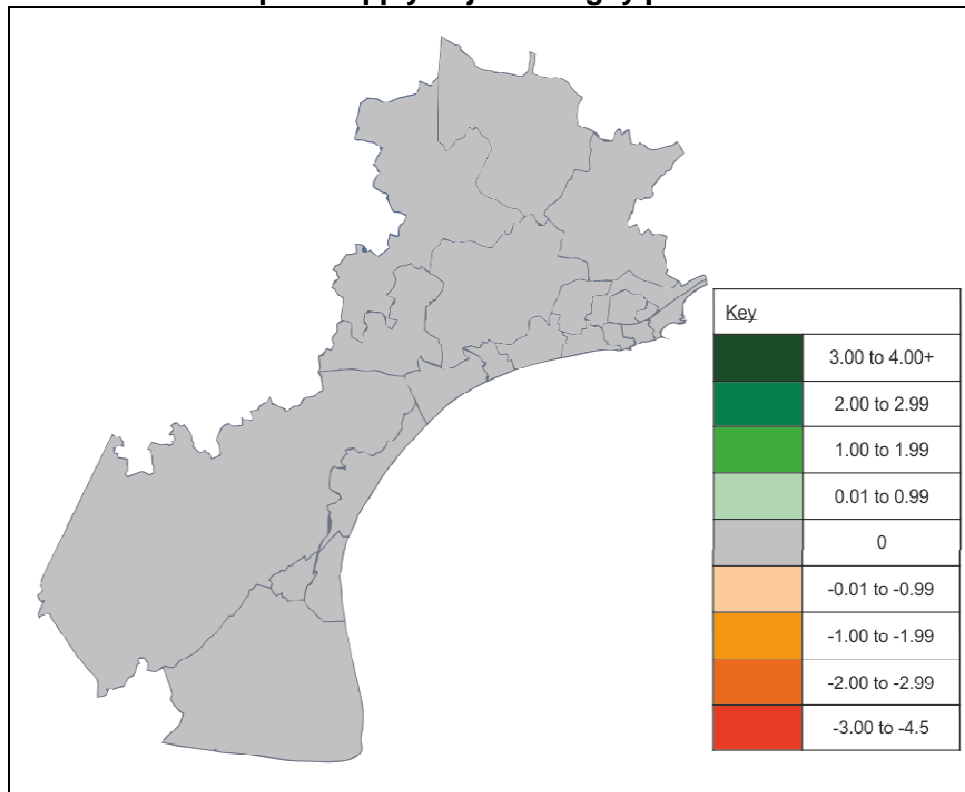 Key
3.00 to 4.00+
2.00 to 2.99
1.00 to 1.99
0.01 to 0.99
0
-0.01 to -0.99
-1.00 to -1.99
-2.00 to -2.99
-3.00 to -4.5